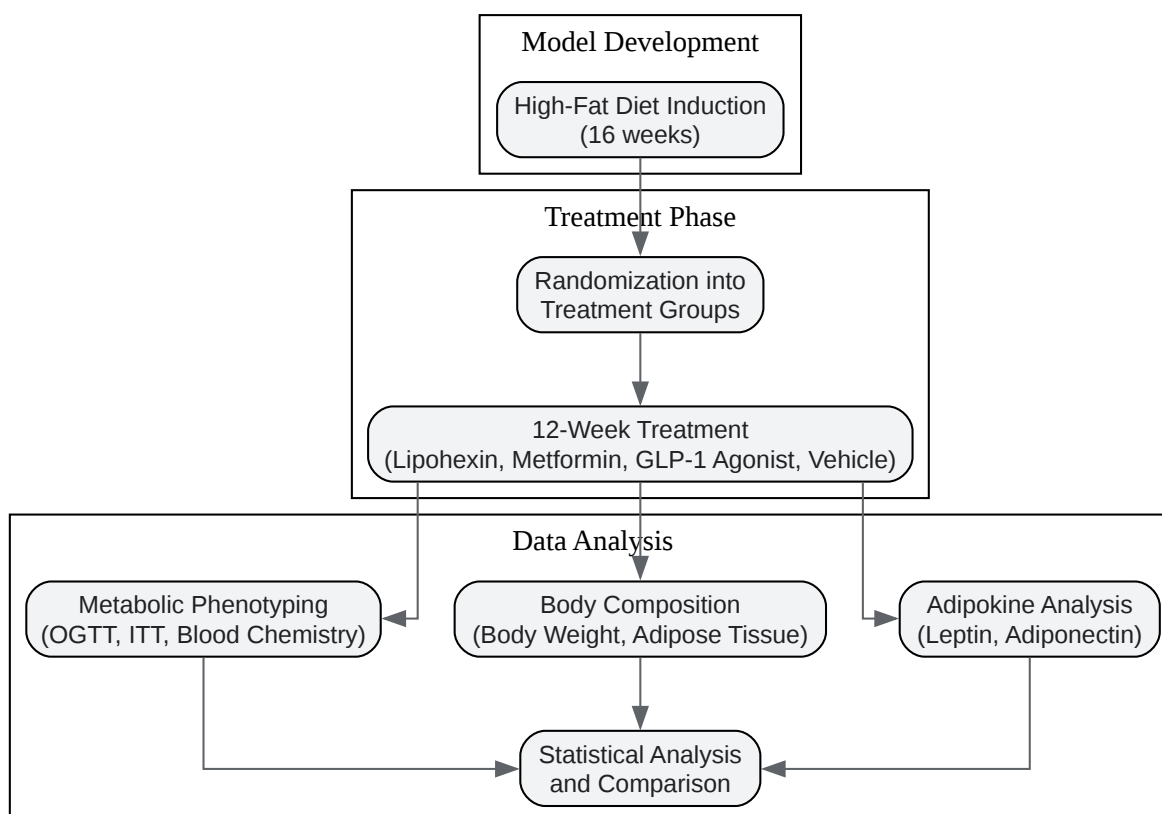 Model Development
High-Fat Diet Induction
(16 weeks)
Treatment Phase
Randomization into
Treatment Groups
12-Week Treatment
(Lipohexin, Metformin, GLP-1 Agonist, Vehicle)
Data Analysis
Metabolic Phenotyping
(OGTT, ITT, Blood Chemistry)
Body Composition
(Body Weight, Adipose Tissue)
Adipokine Analysis
(Leptin, Adiponectin)
Statistical Analysis
and Comparison